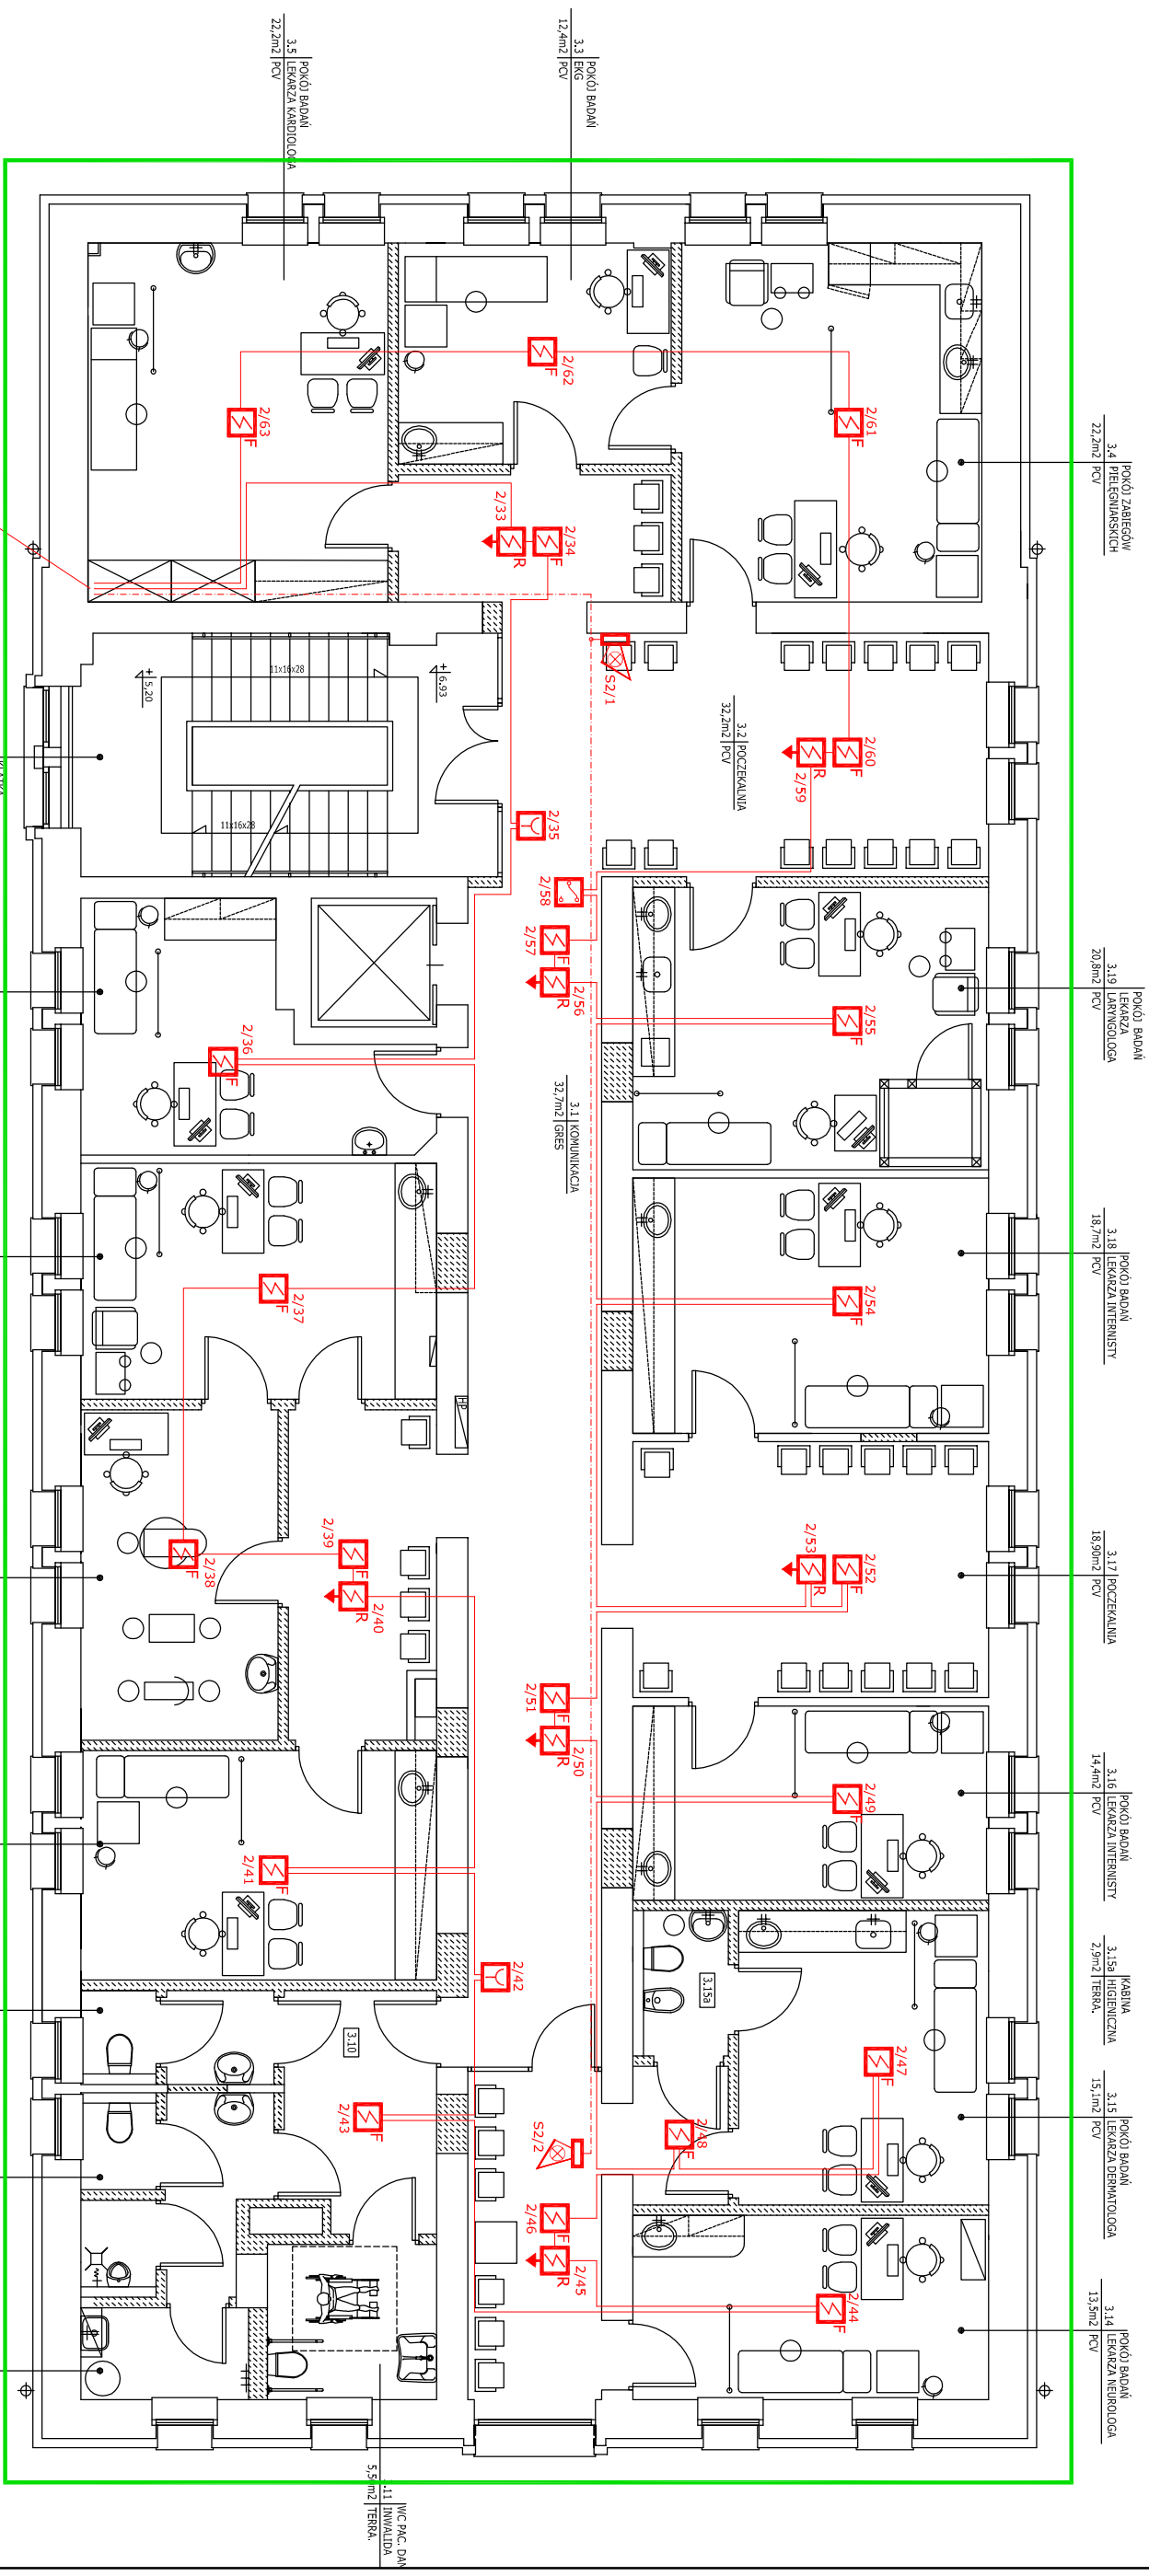 POKÓJ BADAŃ
3.5 LEKARZA KARDIOLOGA
22,2m2 PCV
POKÓJ BADAŃ
3.3 EKG
12,4m2 PCV
POKÓJ ZABIEGÓW
3.4 PIELĘGNIARSKICH
22,2m2 PCV
POKÓJ BADAŃ
LEKARZA
3.19 LARYNGOLOGA
20,8m2 PCV
POKÓJ BADAŃ
3.18 LEKARZA INTERNISTY
18,7m2 PCV
3.17 POCZEKALNIA
18,90m2 PCV
POKÓJ BADAŃ
3.16 LEKARZA INTERNISTY
14,4m2 PCV
KABINA
3.15a HIGIENICZNA
2,9m2 TERRA.
POKÓJ BADAŃ
3.15 LEKARZA DERMATOLOGA
15,1m2 PCV
POKÓJ BADAŃ
3.14 LEKARZA NEUROLOGA
13,5m2 PCV
WC PAC. DAM
.11 INWALIDA
5,5 m2 TERRA.
3.2 POCZEKALNIA
32,2m2 PCV
3.1 KOMUNIKACJA
32,7m2 GRES
3.15a
3.10
HP
11x16x28
11x16x28
+5.20
+6.93
2/63
F
2/62
F
2/61
F
2/33
R
2/34
F
S2/1
2/60
F
R
2/59
2/35
2/58
2/57
F
2/56
R
2/55
F
2/36
F
2/37
F
2/54
F
2/38
F
2/39
F
2/40
R
2/53
R
2/52
F
2/51
F
2/50
R
2/49
F
2/41
F
2/42
2/43
F
2/47
F
2/48
F
S2/2
2/46
F
2/45
R
2/44
F